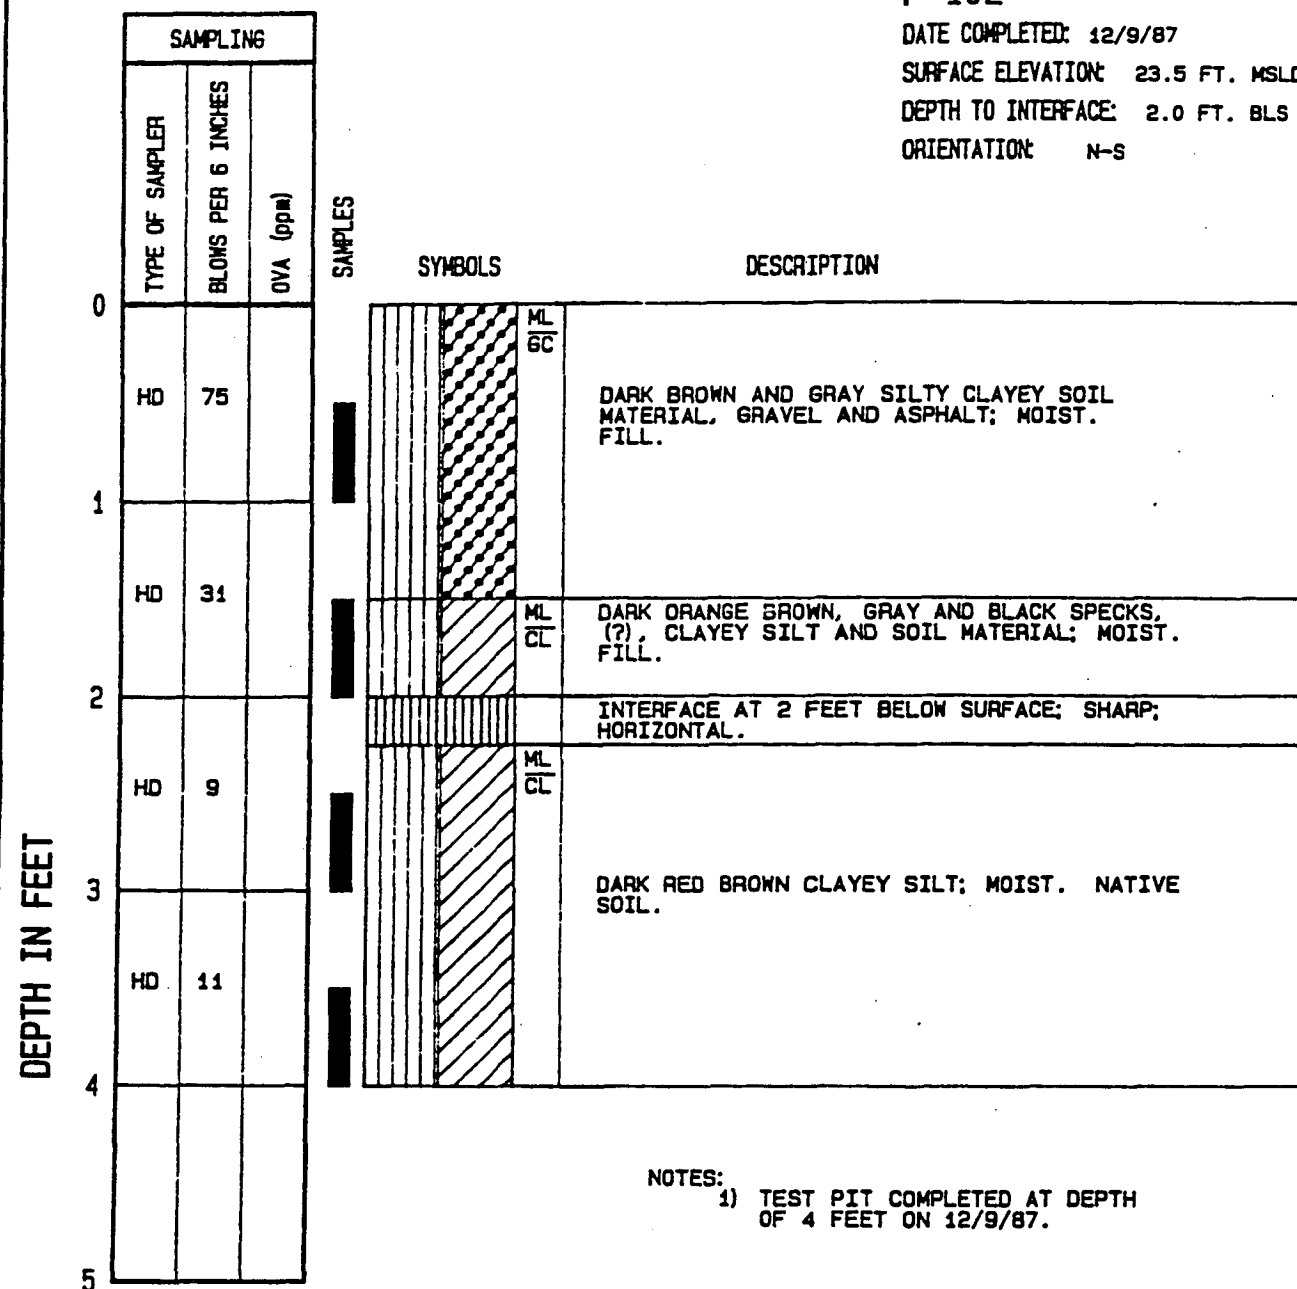 DATE COMPLETED: 12/9/87
SURFACE ELEVATION: 23.5 FT. MSLD
DEPTH TO INTERFACE: 2.0 FT. BLS
ORIENTATION: N-S
SAMPLING
TYPE OF SAMPLER
BLOWS PER 6 INCHES
OVA (ppm)
SAMPLES
SYMBOLS
DESCRIPTION
DEPTH IN FEET
0
ML
GC
HD 75
DARK BROWN AND GRAY SILTY CLAYEY SOIL
MATERIAL, GRAVEL AND ASPHALT; MOIST.
FILL.
1
HD 31
ML
CL
DARK ORANGE BROWN, GRAY AND BLACK SPECKS,
(?), CLAYEY SILT AND SOIL MATERIAL; MOIST.
FILL.
2
INTERFACE AT 2 FEET BELOW SURFACE; SHARP;
HORIZONTAL.
ML
CL
HD 9
3
DARK RED BROWN CLAYEY SILT; MOIST. NATIVE
SOIL.
HD 11
4
NOTES:
1) TEST PIT COMPLETED AT DEPTH
OF 4 FEET ON 12/9/87.
5